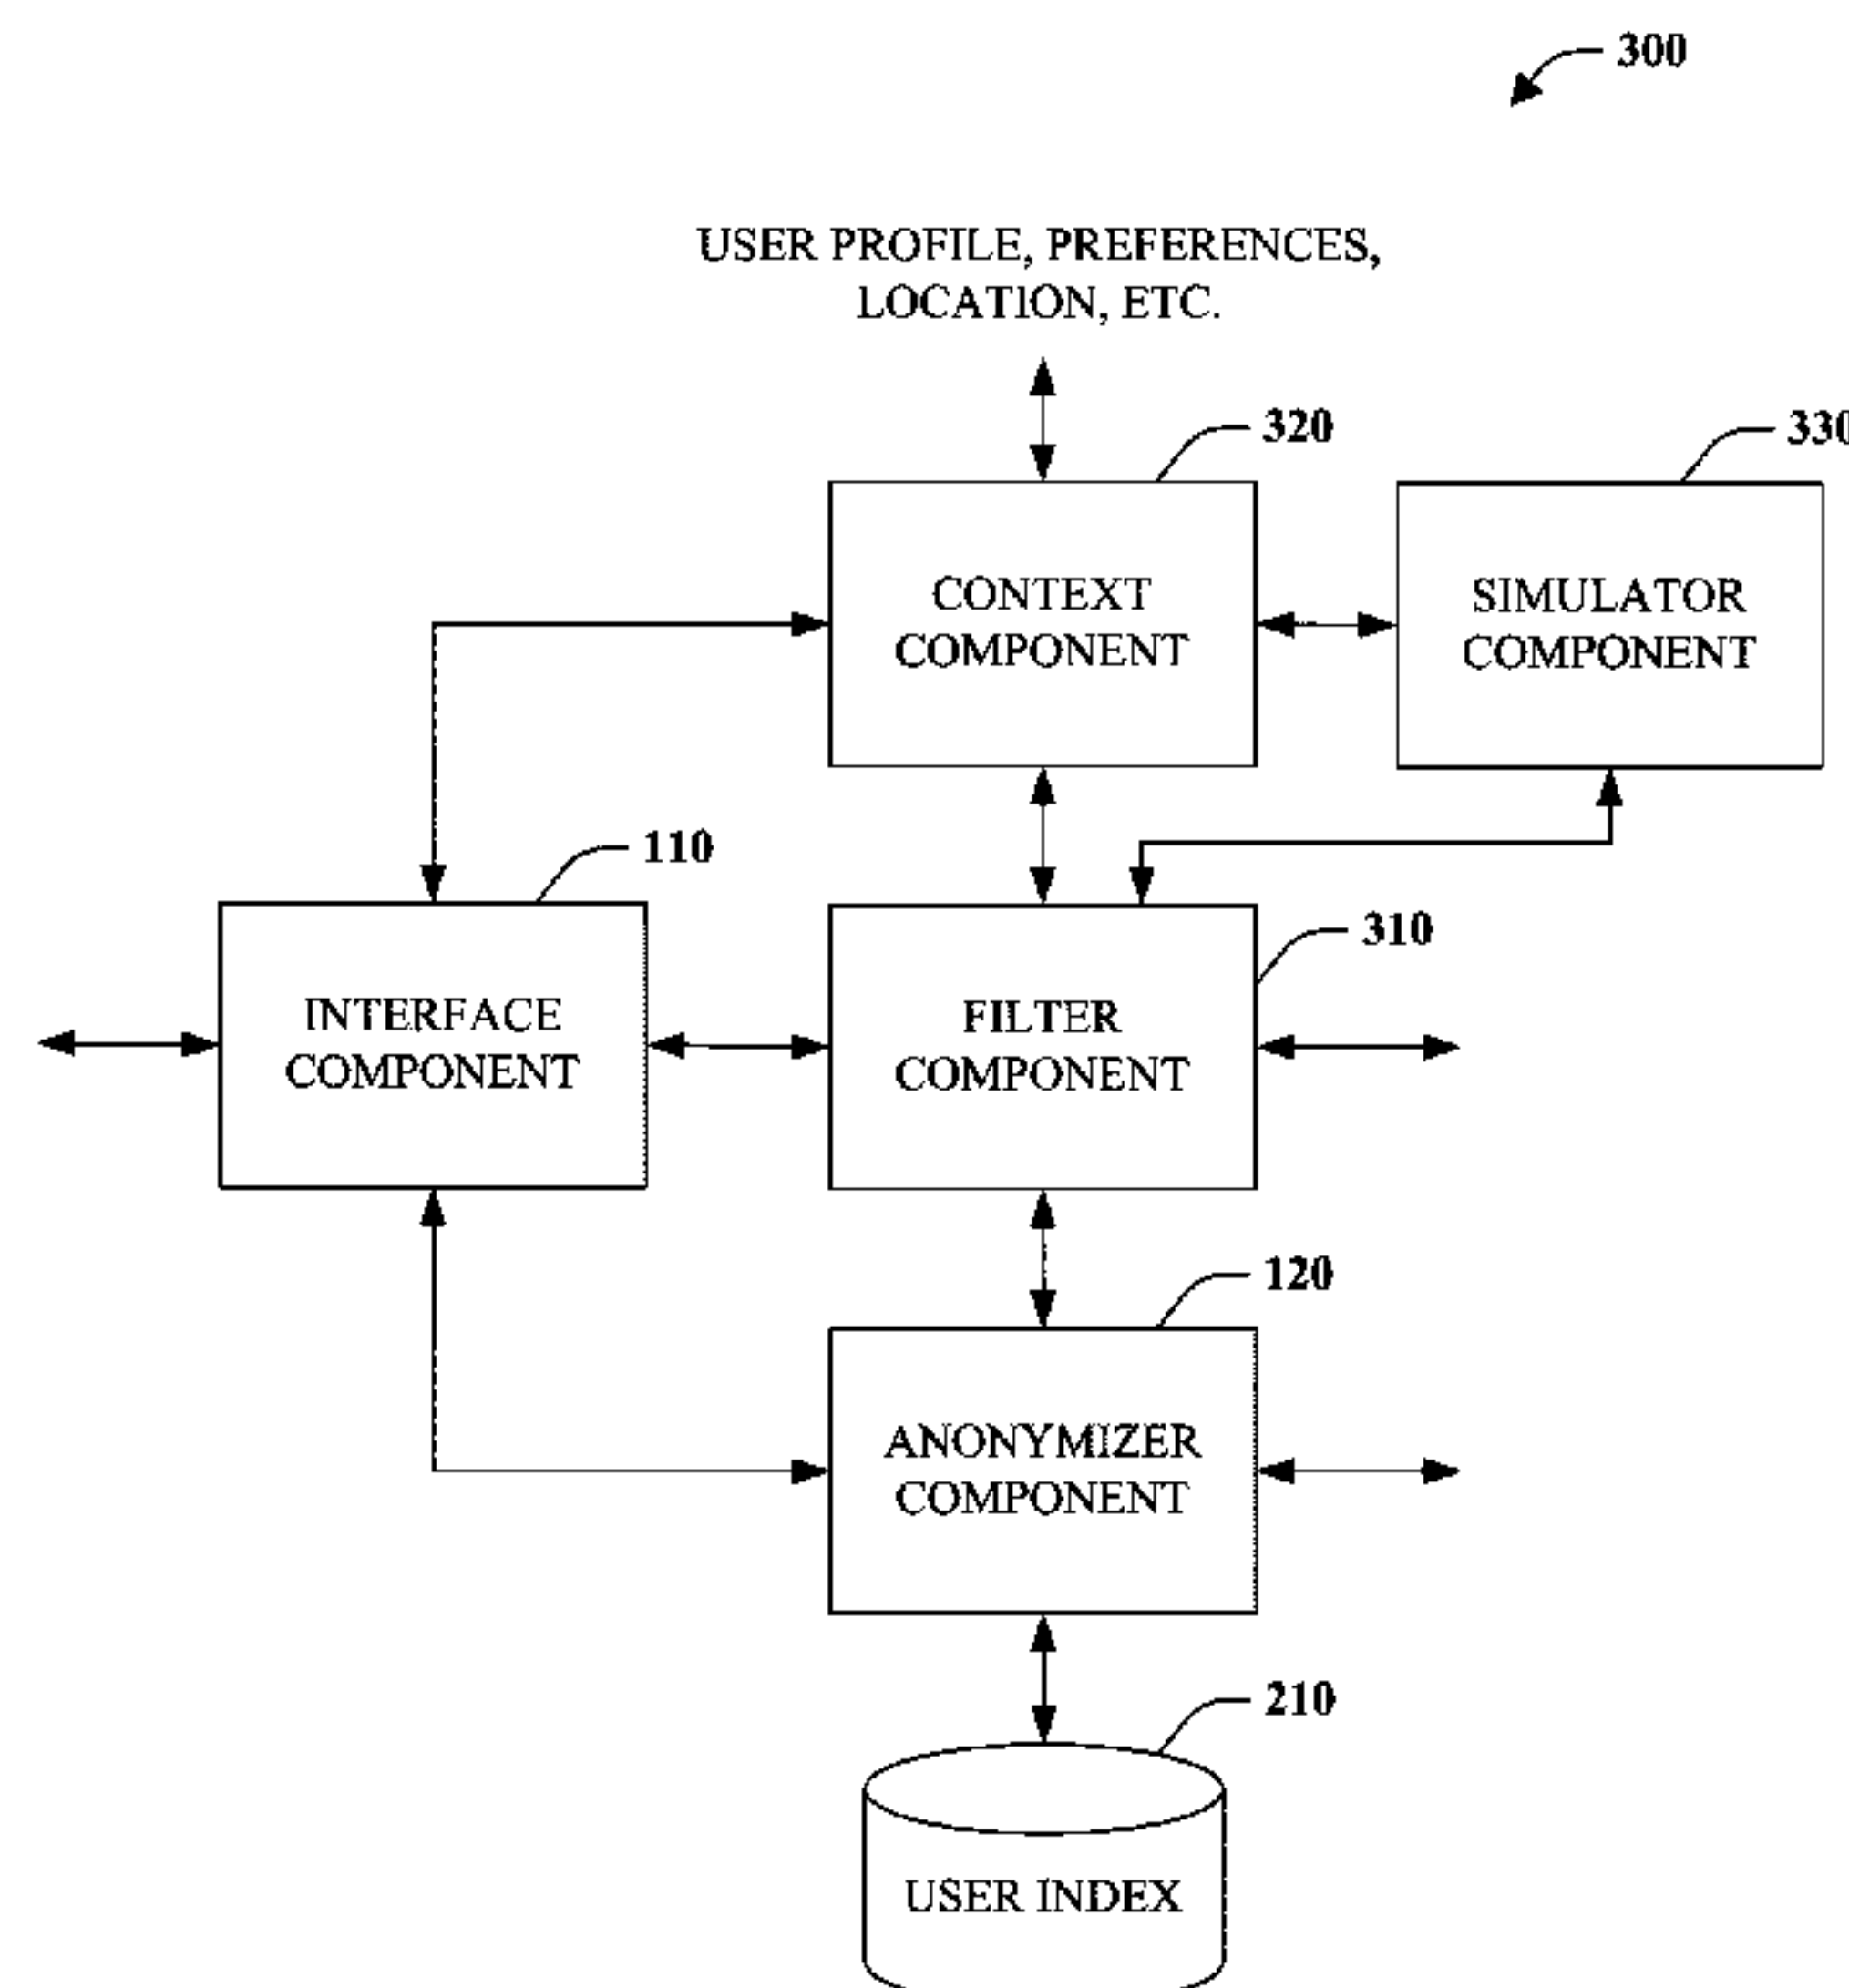 300
USER PROFILE, PREFERENCES,
LOCATION, ETC.
320
330
CONTEXT
COMPONENT
SIMULATOR
COMPONENT
110
310
INTERFACE
COMPONENT
FILTER
COMPONENT
120
ANONYMIZER
COMPONENT
210
USER INDEX